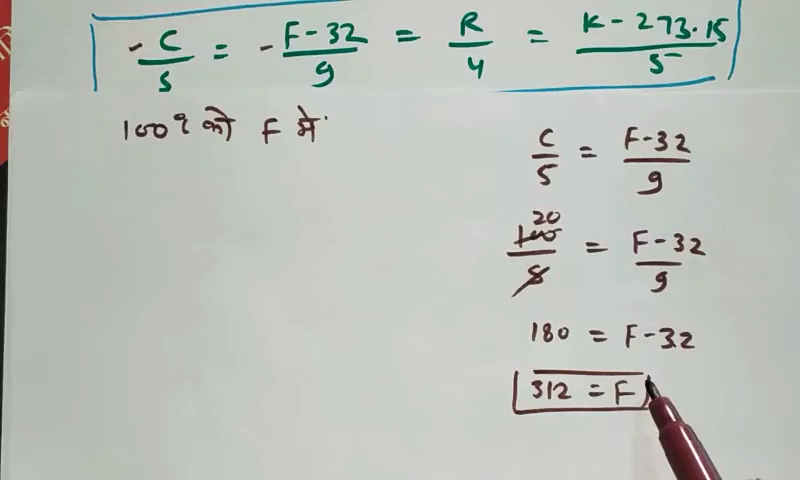 - C/5 = - F-32/9 = R/4 = K-273.15/5
100°C को F में
C/5 = F-32/9
20
100/5 = F-32/9
180 = F-32
312 = F